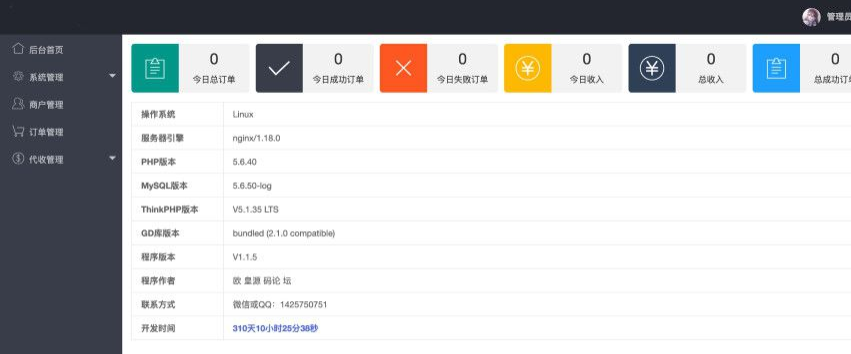 管理员
后台首页
系统管理
商户管理
订单管理
代收管理
0
今日总订单
0
今日成功订单
0
今日失败订单
0
今日收入
0
总收入
0
总成功订单
操作系统 Linux
服务器引擎 nginx/1.18.0
PHP版本 5.6.40
MySQL版本 5.6.50-log
ThinkPHP版本 V5.1.35 LTS
GD库版本 bundled (2.1.0 compatible)
程序版本 V1.1.5
程序作者 欧 皇源 码论 坛
联系方式 微信或QQ：1425750751
开发时间 310天10小时25分38秒